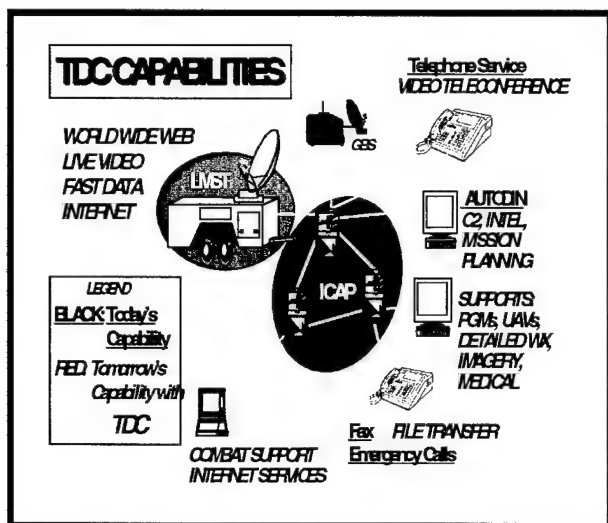 TDC CAPABILITIES
Telephone Service
VIDEO TELECONFERENCE
GBS
WORLD WIDE WEB
LIVE VIDEO
FAST DATA
INTERNET
LMST
ICAP
AUTODIN
C2, INTEL,
MISSION
PLANNING
SUPPORTS:
PGMs, UAVs,
DETAILED WX,
IMAGERY,
MEDICAL
LEGEND
BLACK: Today's
Capability
RED: Tomorrow's
Capability with
TDC
COMBAT SUPPORT
INTERNET SERVICES
Fax FILE TRANSFER
Emergency Calls